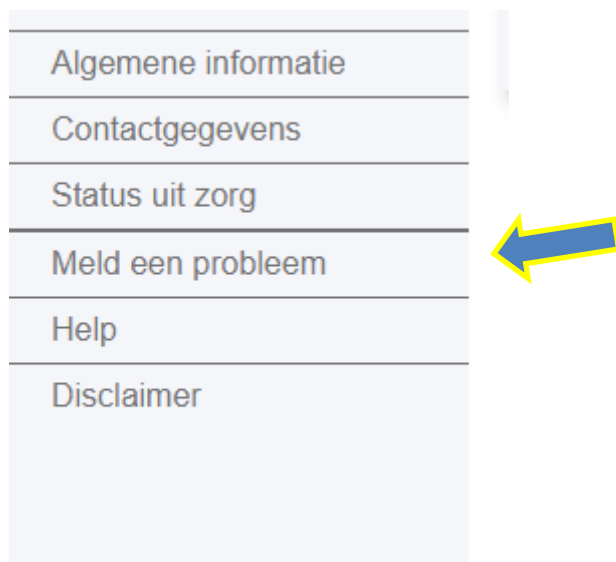 Algemene informatie
Contactgegevens
Status uit zorg
Meld een probleem
Help
Disclaimer